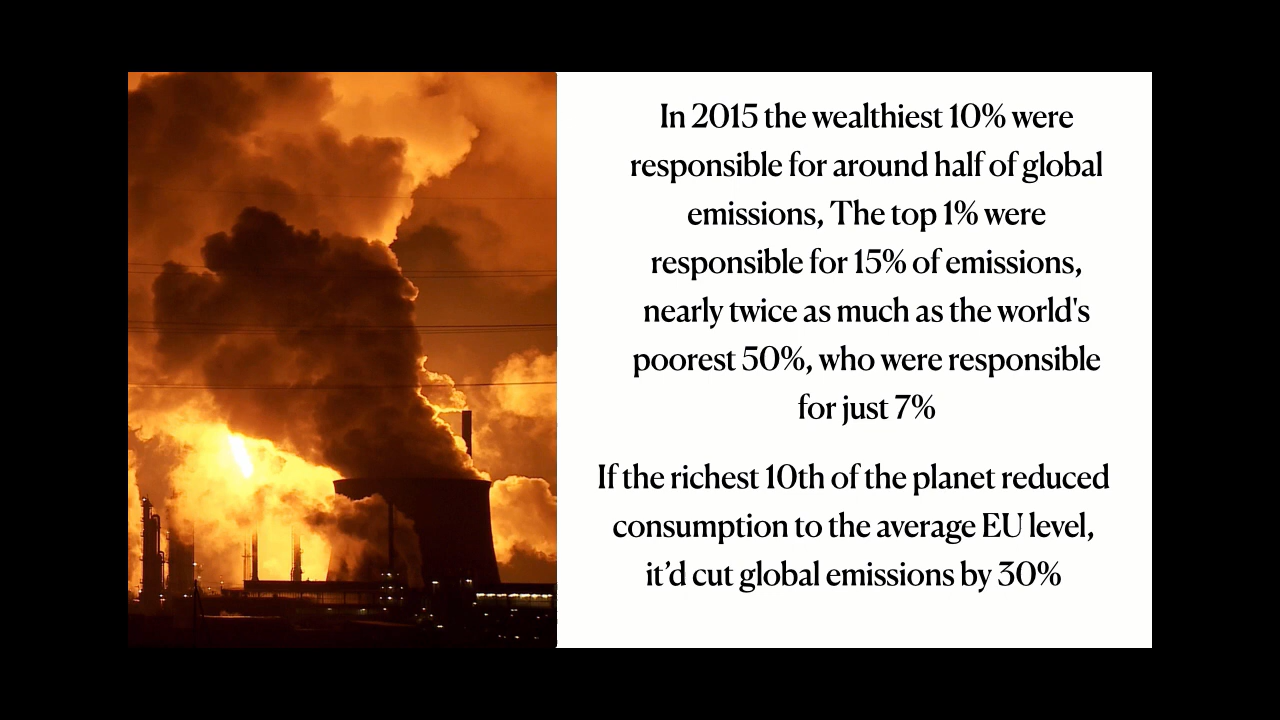 In 2015 the wealthiest 10% were
responsible for around half of global
emissions, The top 1% were
responsible for 15% of emissions,
nearly twice as much as the world's
poorest 50%, who were responsible
for just 7%
If the richest 10th of the planet reduced
consumption to the average EU level,
it’d cut global emissions by 30%